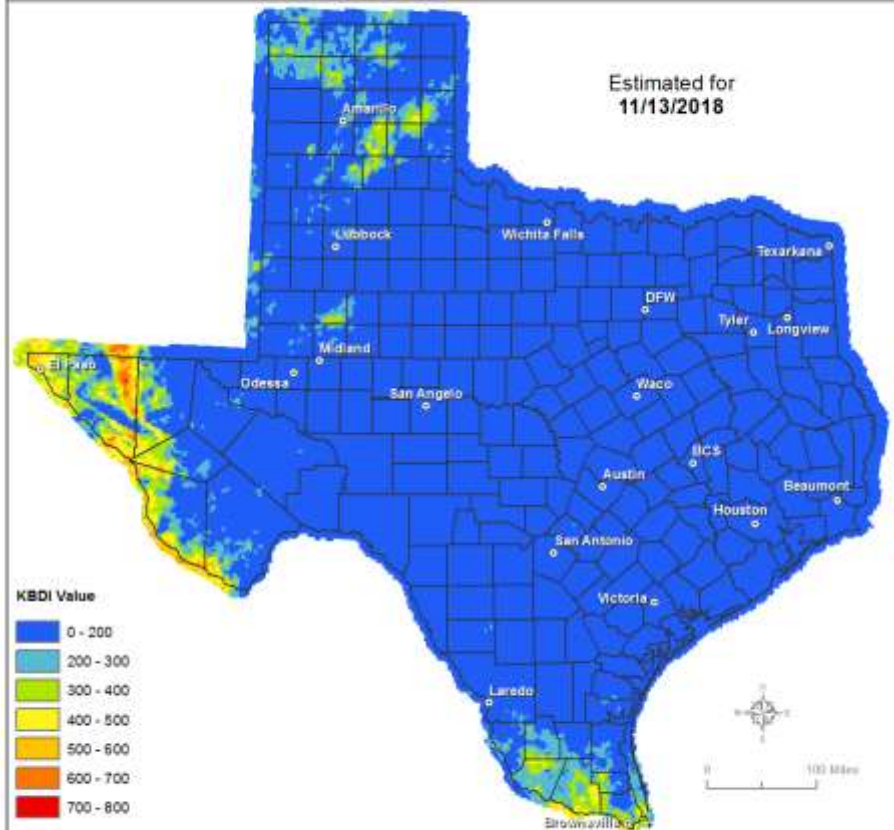 Estimated for
11/13/2018
Amarillo
Lubbock
Wichita Falls
Texarkana
DFW
Tyler
Longview
Midland
El Paso
Odessa
San Angelo
Waco
BCS
Austin
Beaumont
Houston
San Antonio
Victoria
Laredo
Brownsville
KBDI Value
0 - 200
200 - 300
300 - 400
400 - 500
500 - 600
600 - 700
700 - 800
0 100 Miles